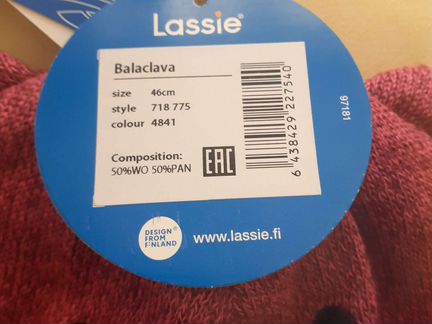 Lassie®
Balaclava
size 46cm
style 718 775
colour 4841
Composition:
50%WO 50%PAN
EAC
6 438429 227540
97181
DESIGN
FROM
FINLAND
www.lassie.fi